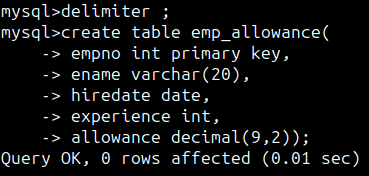 mysql>delimiter ;
mysql>create table emp_allowance(
    -> empno int primary key,
    -> ename varchar(20),
    -> hiredate date,
    -> experience int,
    -> allowance decimal(9,2));
Query OK, 0 rows affected (0.01 sec)